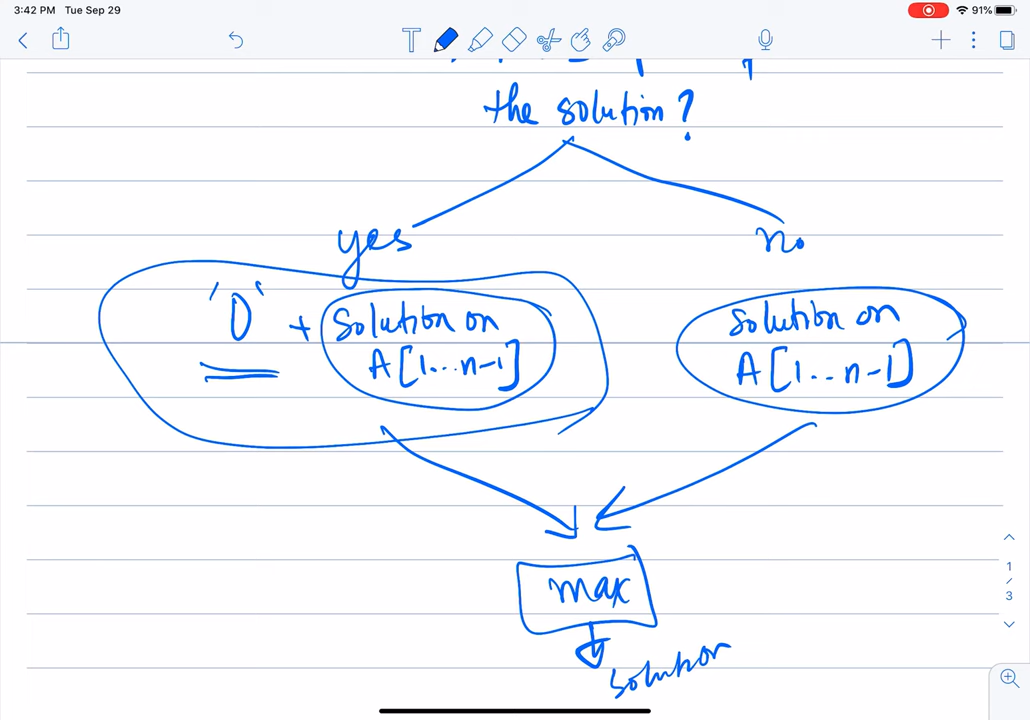 3:42 PM Tue Sep 29
91%
T
the solution?
yes
no
'0' + Solution on
A[1...n-1]
Solution on
A[1..n-1]
max
solution
1
/
3